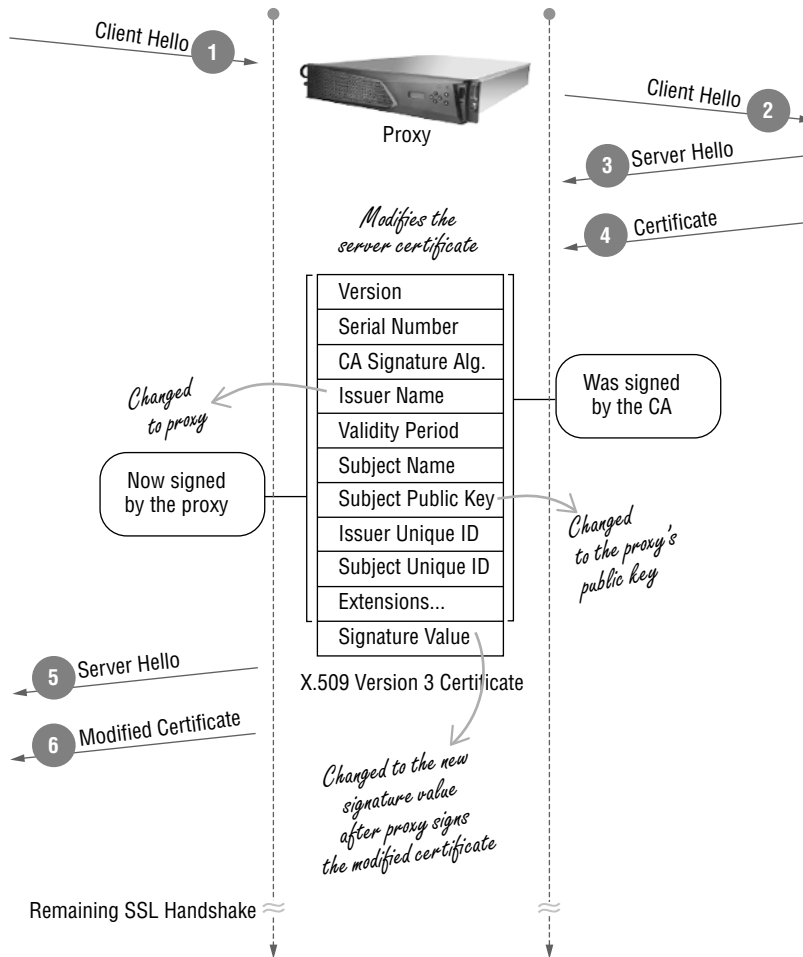 Client Hello
1
Client Hello
2
Proxy
3
Server Hello
Modifies the
server certificate
4
Certificate
Version
Serial Number
CA Signature Alg.
Issuer Name
Validity Period
Subject Name
Subject Public Key
Issuer Unique ID
Subject Unique ID
Extensions...
Signature Value
X.509 Version 3 Certificate
Changed
to proxy
Was signed
by the CA
Now signed
by the proxy
Changed
to the proxy's
public key
5
Server Hello
6
Modified Certificate
Changed to the new
signature value
after proxy signs
the modified certificate
Remaining SSL Handshake